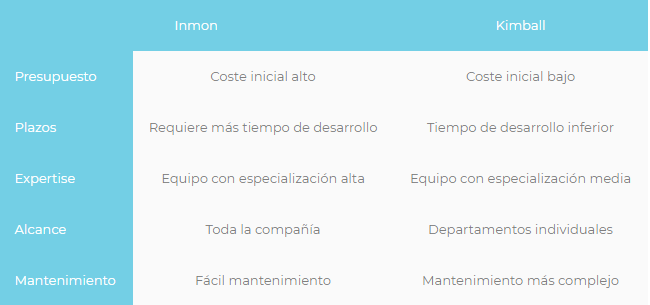 Inmon Kimball
Presupuesto Coste inicial alto Coste inicial bajo
Plazos Requiere más tiempo de desarrollo Tiempo de desarrollo inferior
Expertise Equipo con especialización alta Equipo con especialización media
Alcance Toda la compañía Departamentos individuales
Mantenimiento Fácil mantenimiento Mantenimiento más complejo